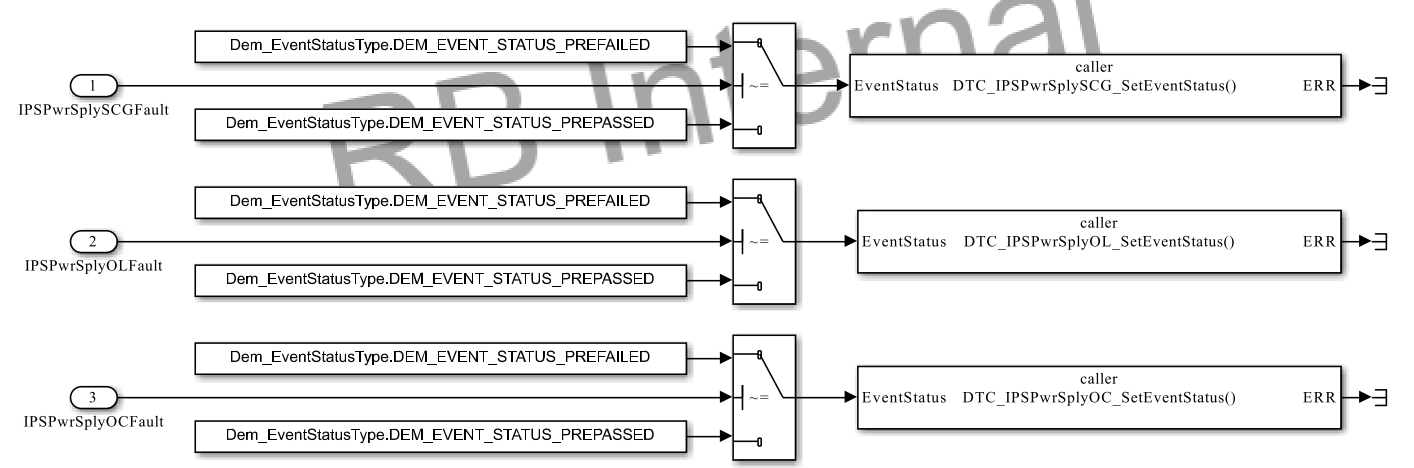 RB Internal
Dem_EventStatusType.DEM_EVENT_STATUS_PREFAILED
1
IPSPwrSplySCGFault
~=
Dem_EventStatusType.DEM_EVENT_STATUS_PREPASSED
caller
EventStatus DTC_IPSPwrSplySCG_SetEventStatus() ERR
Dem_EventStatusType.DEM_EVENT_STATUS_PREFAILED
2
IPSPwrSplyOLFault
~=
Dem_EventStatusType.DEM_EVENT_STATUS_PREPASSED
caller
EventStatus DTC_IPSPwrSplyOL_SetEventStatus() ERR
Dem_EventStatusType.DEM_EVENT_STATUS_PREFAILED
3
IPSPwrSplyOCFault
~=
Dem_EventStatusType.DEM_EVENT_STATUS_PREPASSED
caller
EventStatus DTC_IPSPwrSplyOC_SetEventStatus() ERR